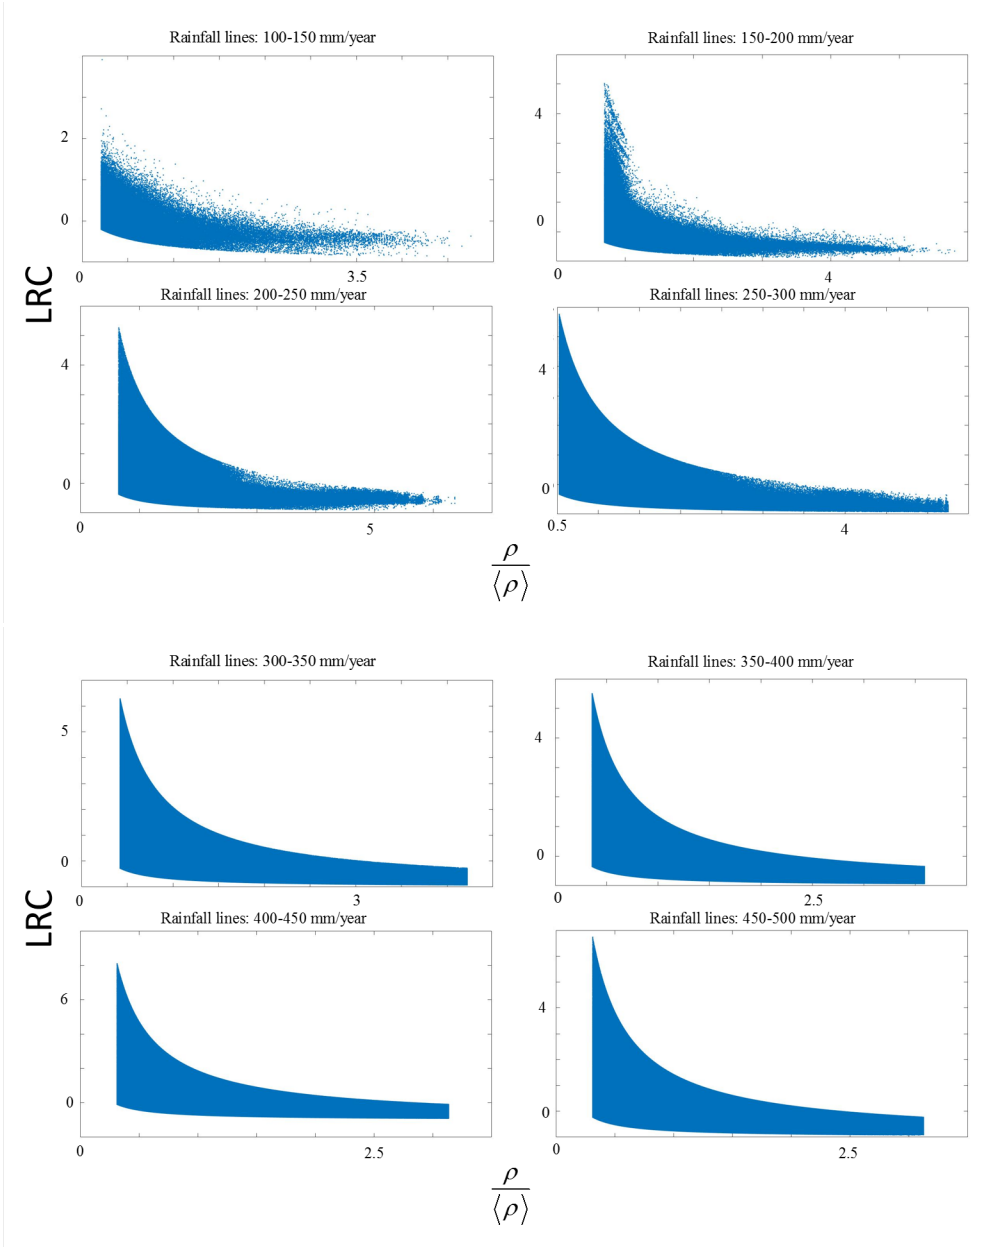 Rainfall lines: 100-150 mm/year
2
0
0
3.5
Rainfall lines: 150-200 mm/year
4
0
0
4
LRC
Rainfall lines: 200-250 mm/year
4
0
0
5
Rainfall lines: 250-300 mm/year
4
0
0.5
4
ρ
⟨ρ⟩
Rainfall lines: 300-350 mm/year
5
0
0
3
Rainfall lines: 350-400 mm/year
4
0
0
2.5
LRC
Rainfall lines: 400-450 mm/year
6
0
0
2.5
Rainfall lines: 450-500 mm/year
4
0
0
2.5
ρ
⟨ρ⟩